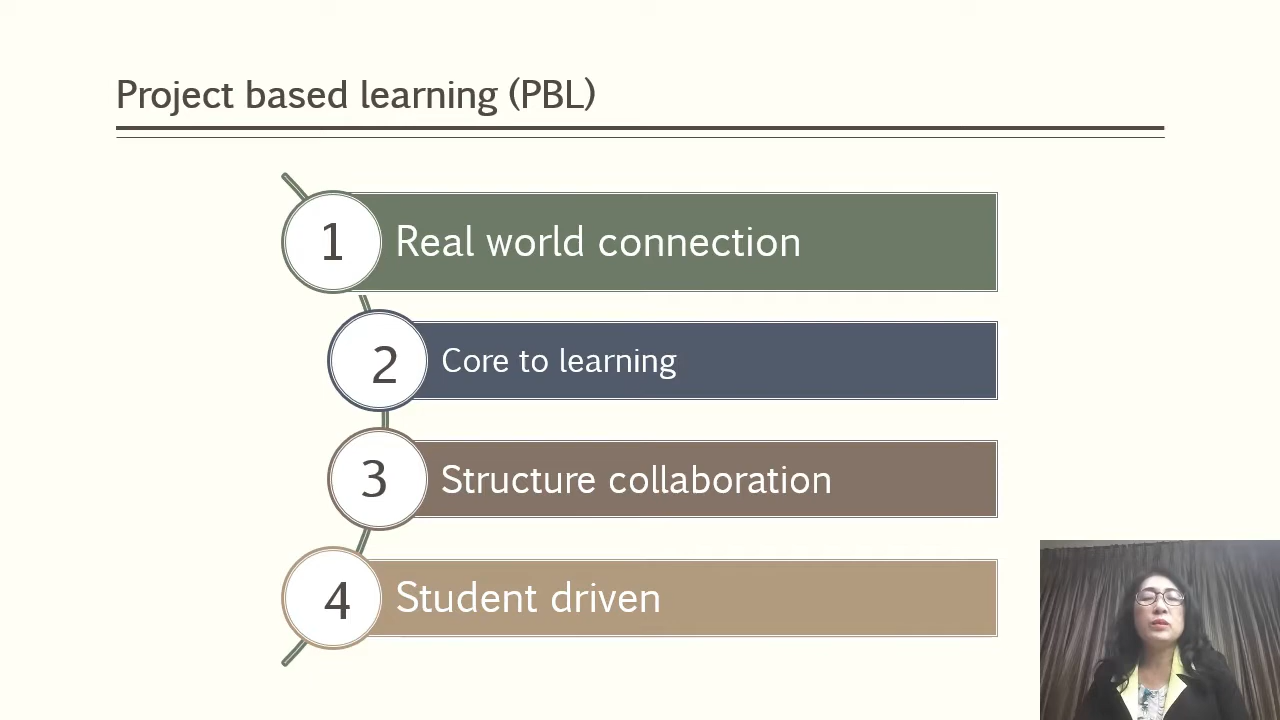 Project based learning (PBL)
1 Real world connection
2 Core to learning
3 Structure collaboration
4 Student driven